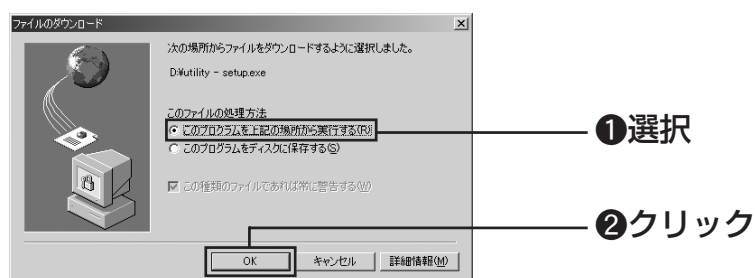 ファイルのダウンロード
次の場所からファイルをダウンロードするように選択しました。
D:¥utility - setup.exe
このファイルの処理方法
このプログラムを上記の場所から実行する(R)
❶選択
このプログラムをディスクに保存する(S)
この種類のファイルであれば常に警告する(W)
❷クリック
OK
キャンセル
詳細情報(M)